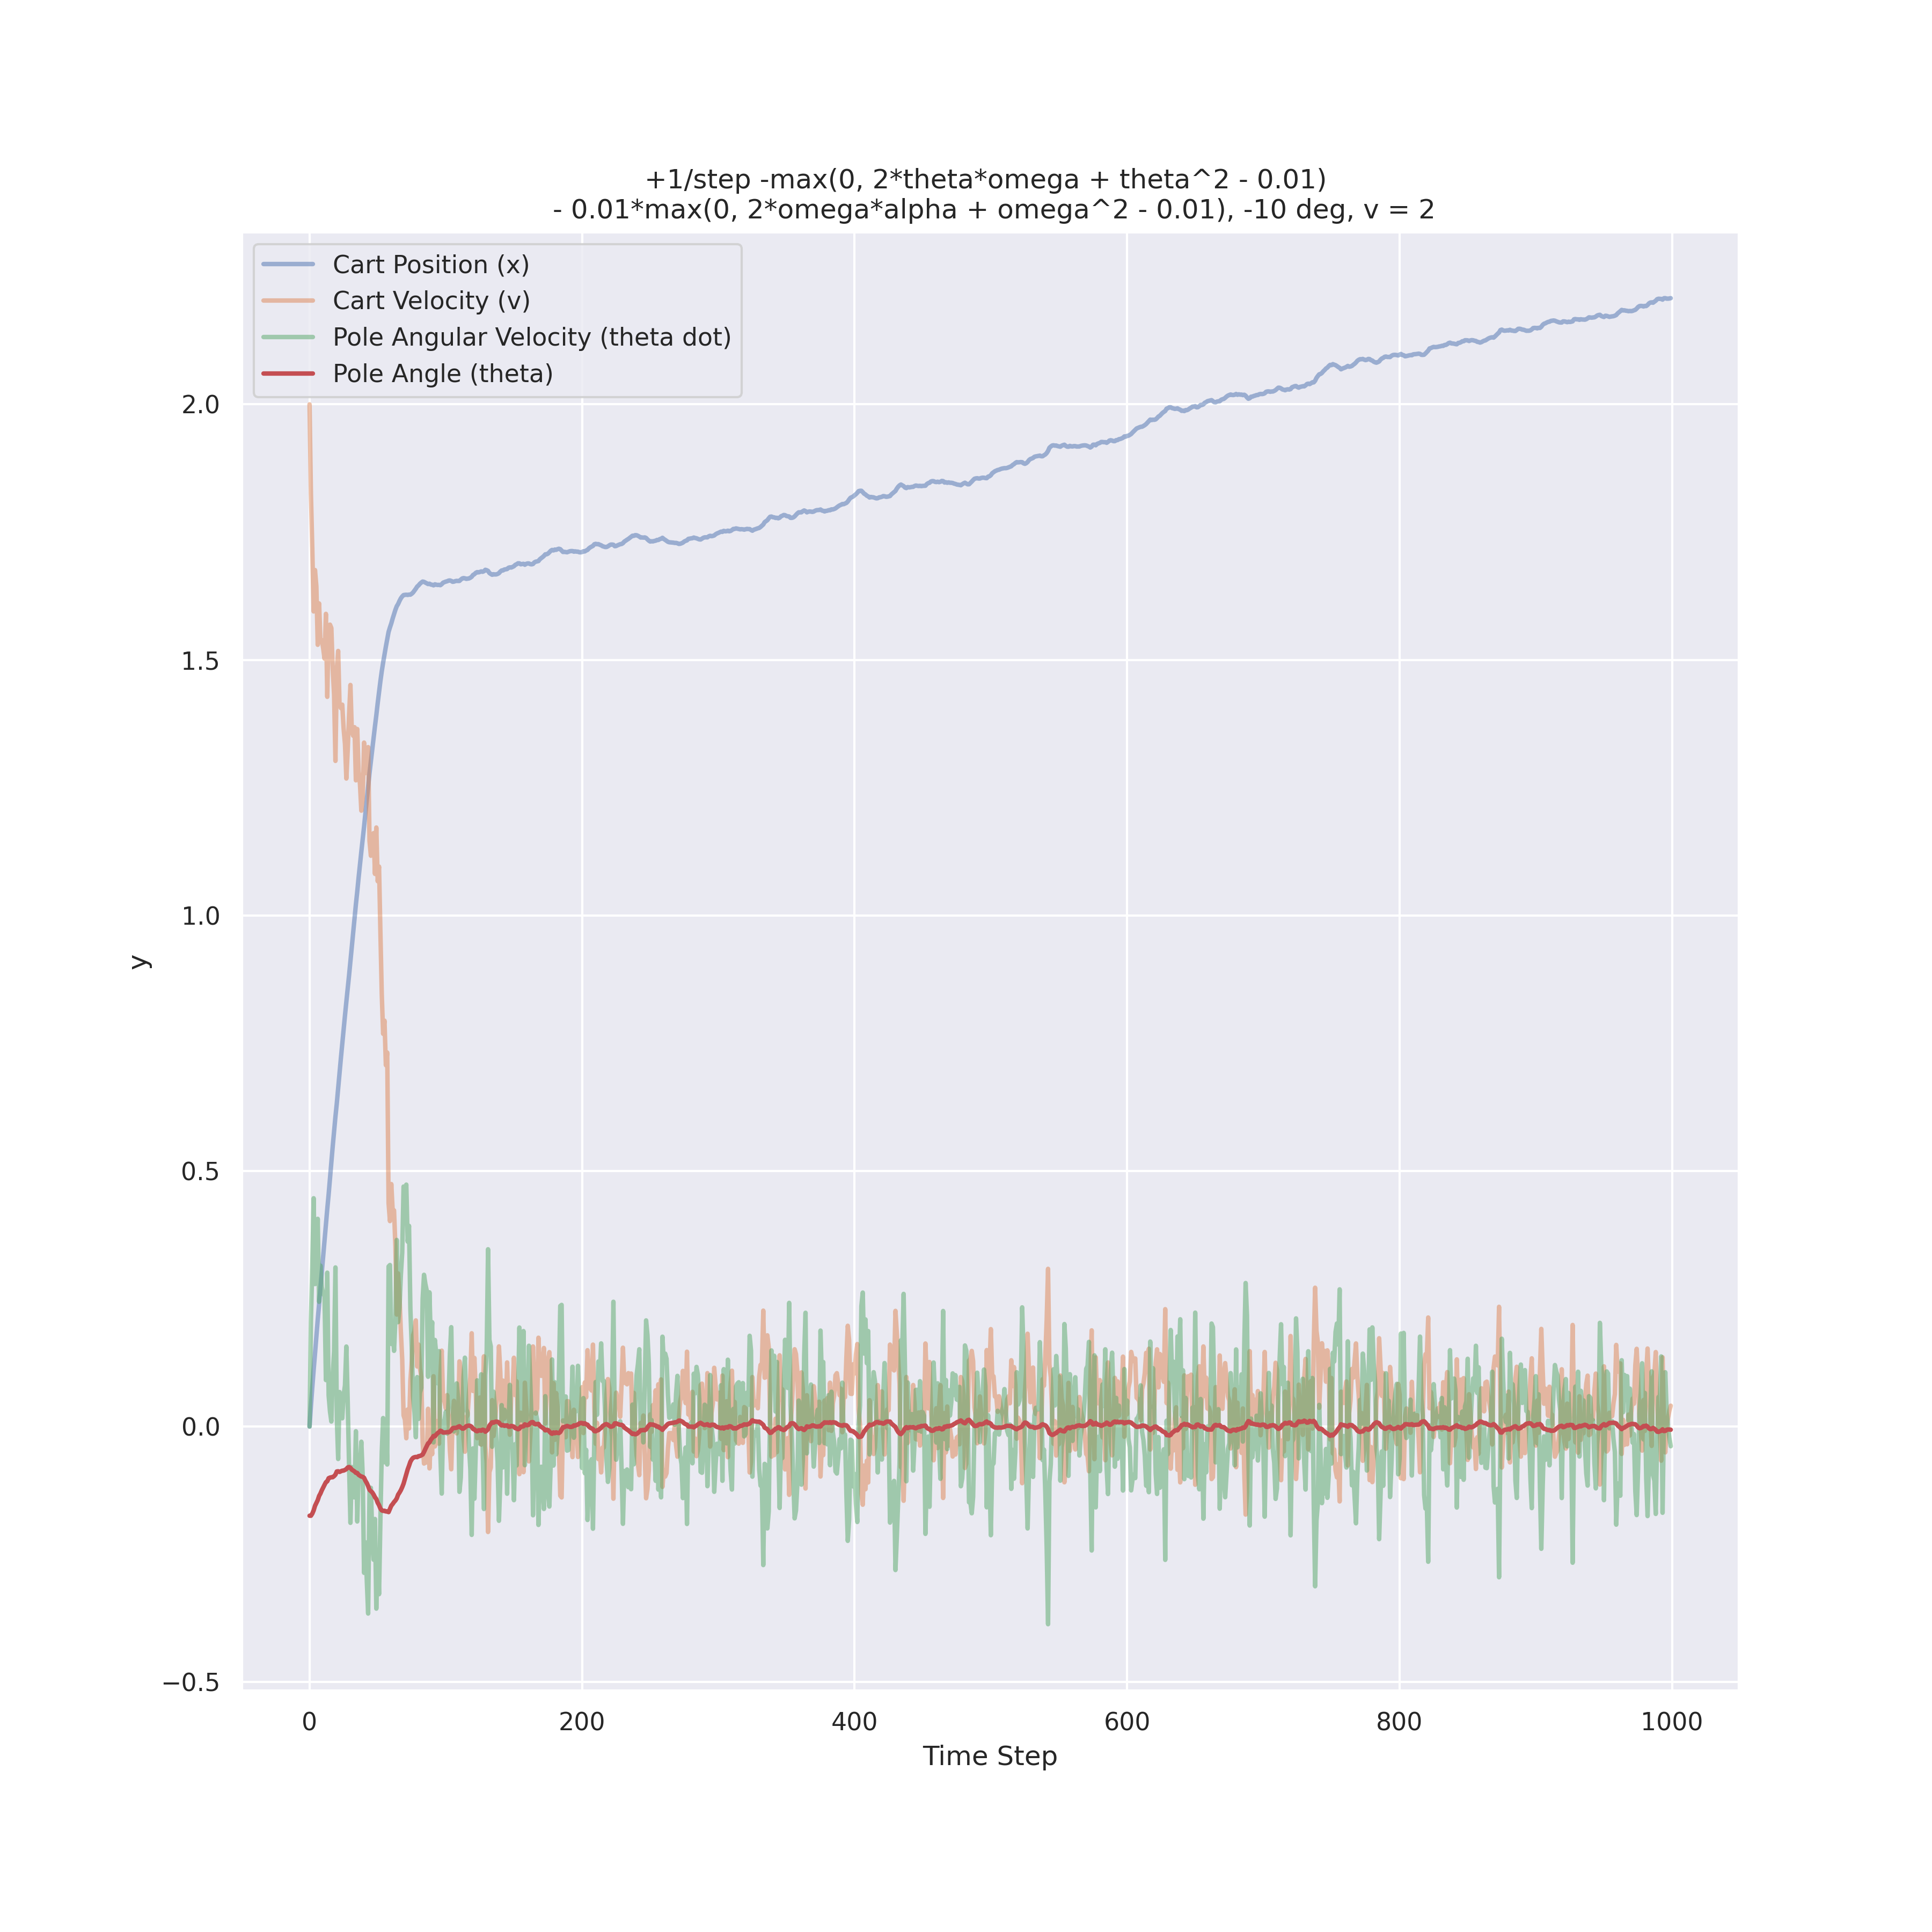 +1/step -max(0, 2*theta*omega + theta^2 - 0.01)
- 0.01*max(0, 2*omega*alpha + omega^2 - 0.01), -10 deg, v = 2
Cart Position (x)
Cart Velocity (v)
Pole Angular Velocity (theta dot)
Pole Angle (theta)
2.0
1.5
1.0
0.5
0.0
−0.5
y
0 200 400 600 800 1000
Time Step